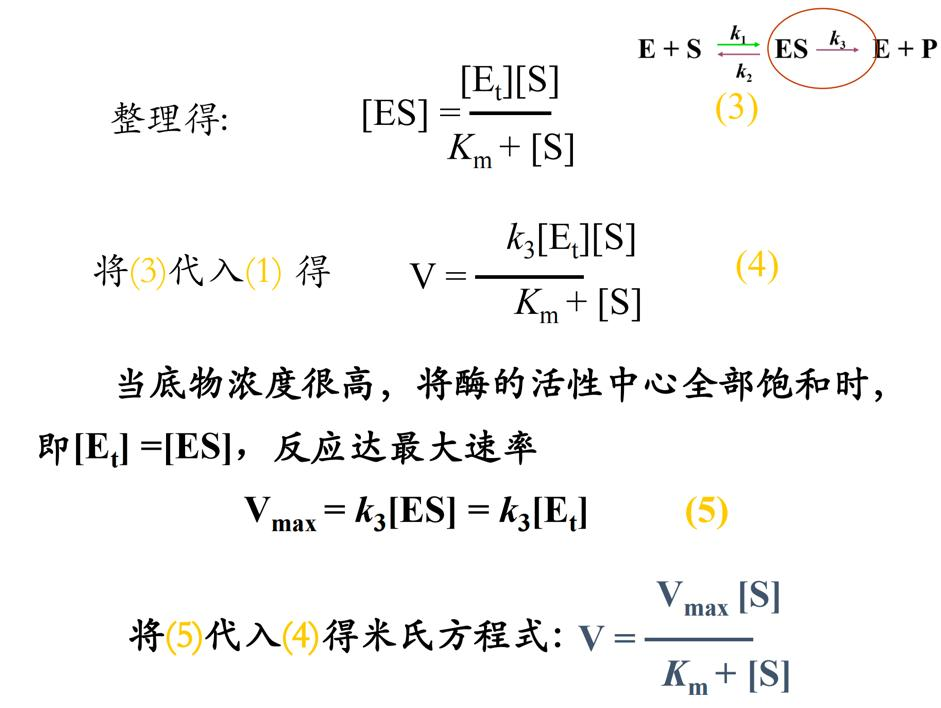 E + S k₁ k₂ ES k₃ E + P
整理得: [ES] = [Eₜ][S] / Kₘ + [S] (3)
将(3)代入(1) 得 V = k₃[Eₜ][S] / Kₘ + [S] (4)
当底物浓度很高，将酶的活性中心全部饱和时，
即[Eₜ] =[ES]，反应达最大速率
Vmax = k₃[ES] = k₃[Eₜ] (5)
将(5)代入(4)得米氏方程式: V = Vmax [S] / Kₘ + [S]